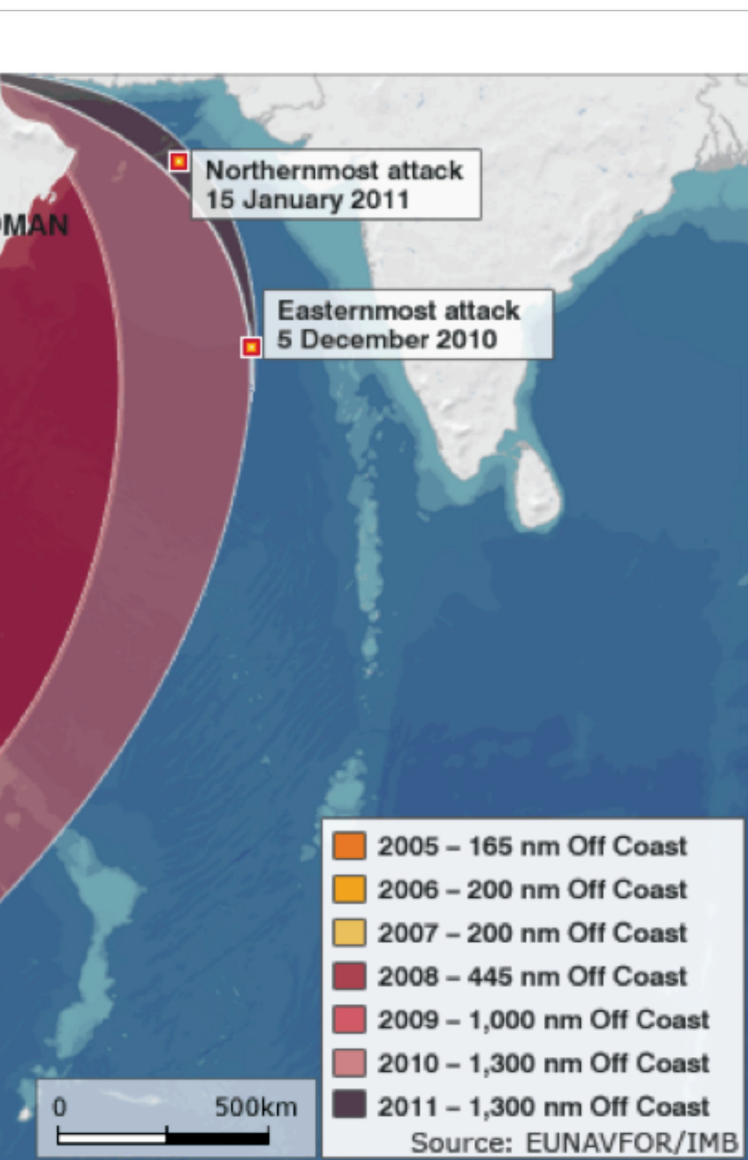 Northernmost attack
15 January 2011
OMAN
Easternmost attack
5 December 2010
2005 – 165 nm Off Coast
2006 – 200 nm Off Coast
2007 – 200 nm Off Coast
2008 – 445 nm Off Coast
2009 – 1,000 nm Off Coast
2010 – 1,300 nm Off Coast
2011 – 1,300 nm Off Coast
0 500km
Source: EUNAVFOR/IMB